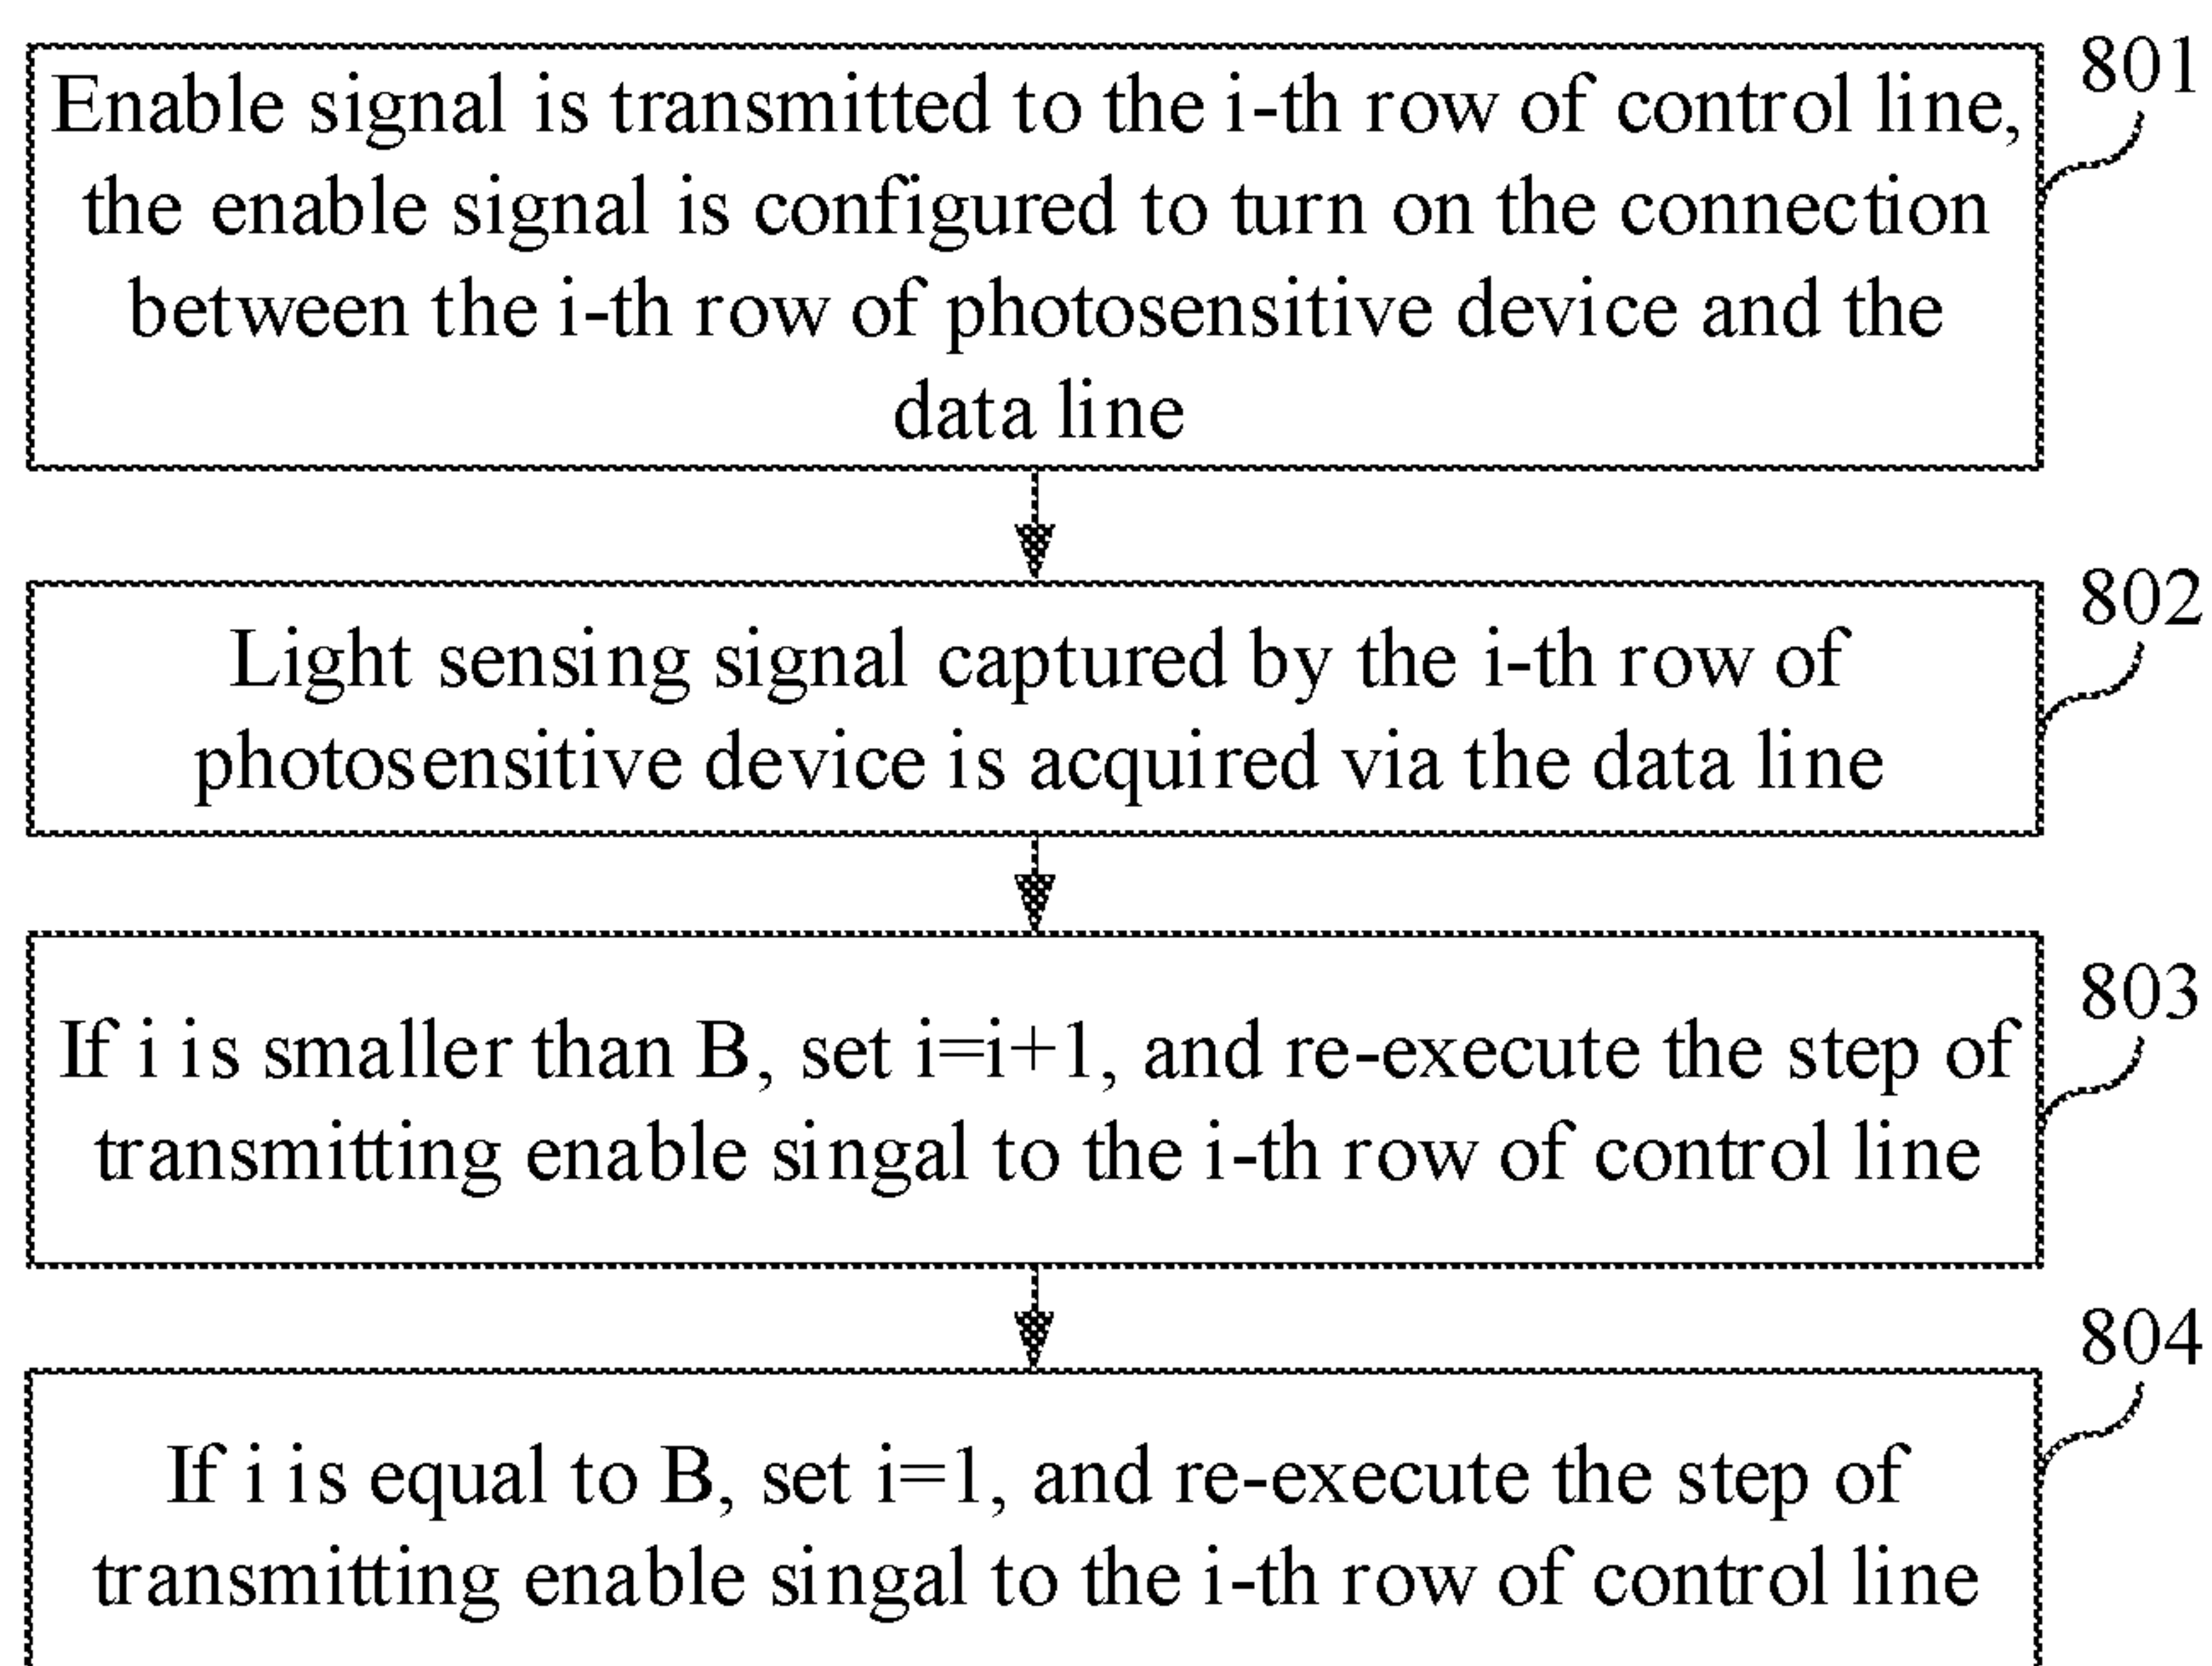 Enable signal is transmitted to the i-th row of control line,
the enable signal is configured to turn on the connection
between the i-th row of photosensitive device and the
data line
801
Light sensing signal captured by the i-th row of
photosensitive device is acquired via the data line
802
If i is smaller than B, set i=i+1, and re-execute the step of
transmitting enable singal to the i-th row of control line
803
If i is equal to B, set i=1, and re-execute the step of
transmitting enable singal to the i-th row of control line
804